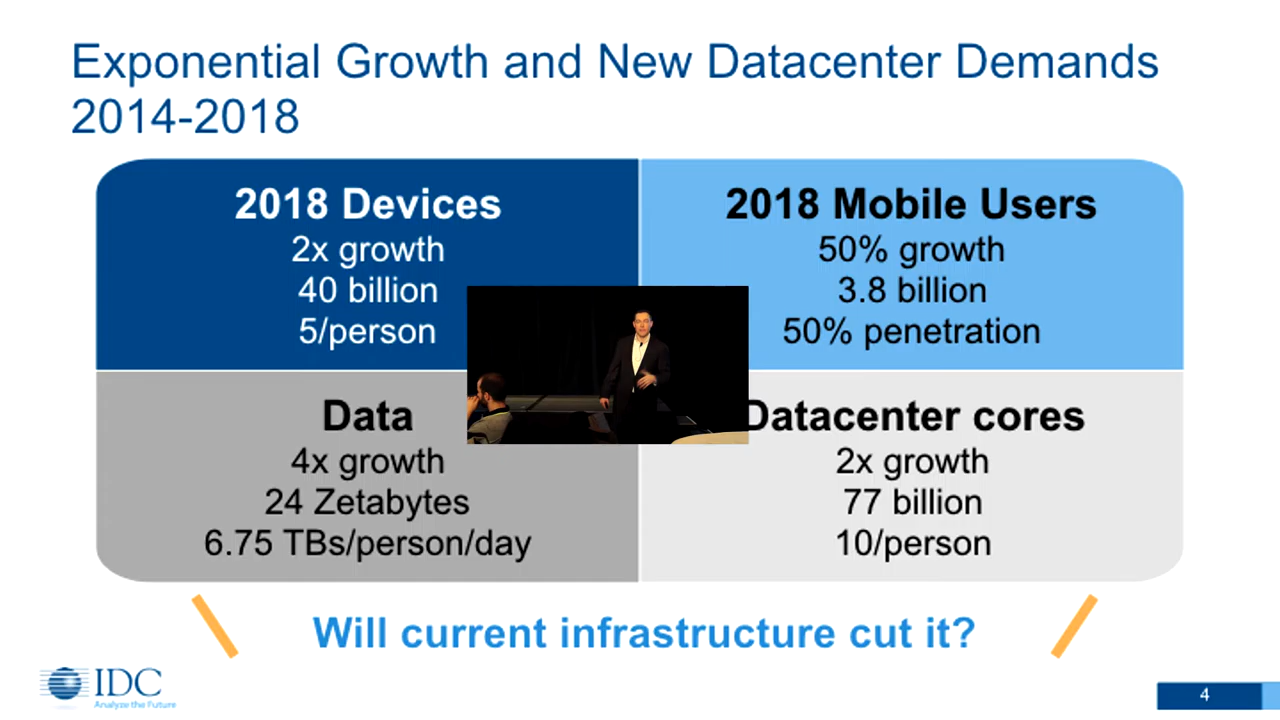 Exponential Growth and New Datacenter Demands
2014-2018
2018 Devices
2x growth
40 billion
5/person
2018 Mobile Users
50% growth
3.8 billion
50% penetration
Data
4x growth
24 Zetabytes
6.75 TBs/person/day
Datacenter cores
2x growth
77 billion
10/person
Will current infrastructure cut it?
IDC
Analyze the Future
4